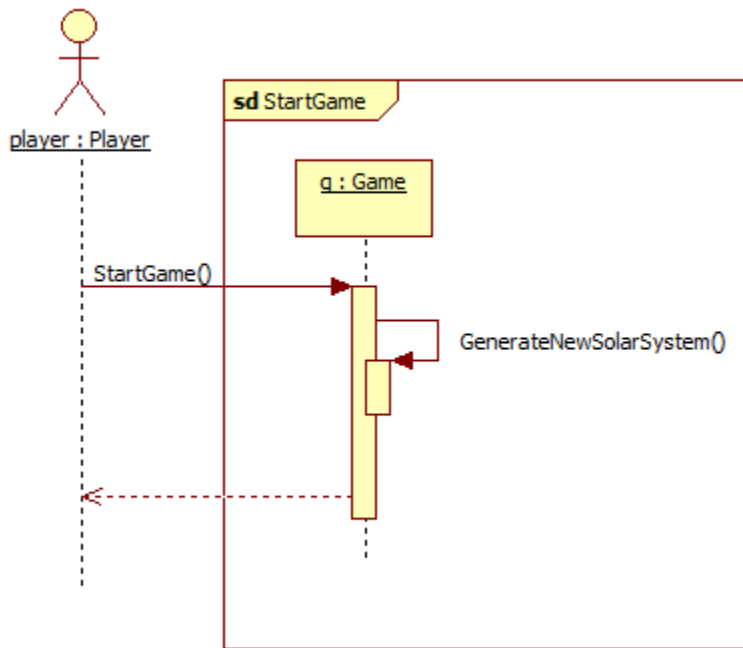 sd StartGame
player : Player
g : Game
StartGame()
GenerateNewSolarSystem()